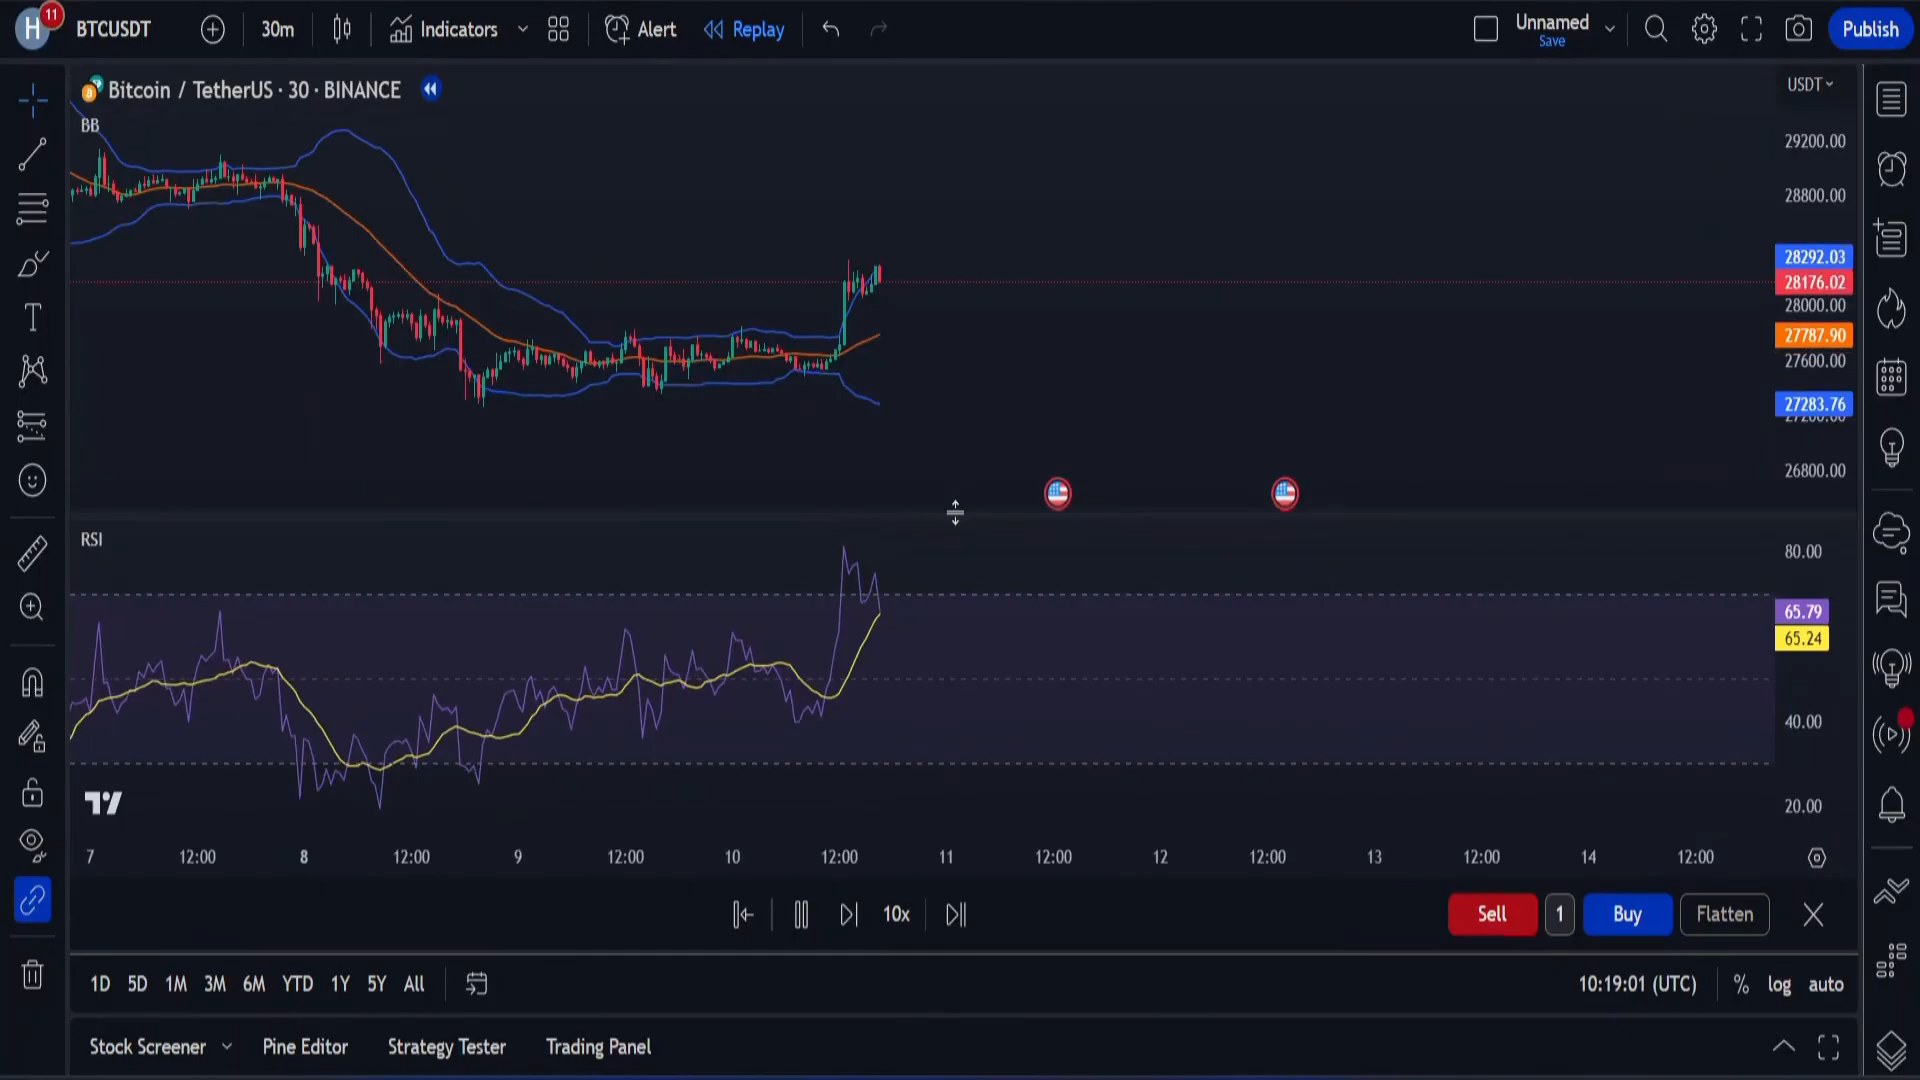 H 11 BTCUSDT 30m Indicators Alert Replay Unnamed Save Publish
Bitcoin / TetherUS · 30 · BINANCE
USDT
BB
29200.00
28800.00
28292.03
28176.02
28000.00
27787.90
27600.00
27283.76
26800.00
RSI
80.00
65.79
65.24
40.00
20.00
7 12:00 8 12:00 9 12:00 10 12:00 11 12:00 12 12:00 13 12:00 14 12:00
10x Sell 1 Buy Flatten
1D 5D 1M 3M 6M YTD 1Y 5Y All 10:19:01 (UTC) % log auto
Stock Screener Pine Editor Strategy Tester Trading Panel